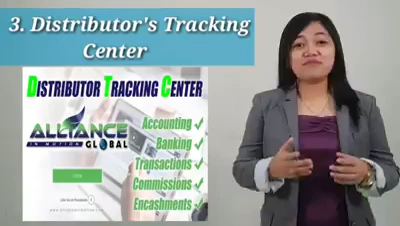 3. Distributor's Tracking
Center
DISTRIBUTOR TRACKING CENTER
ALLIANCE
IN MOTION GLOBAL
Accounting
Banking
Transactions
Commissions
Encashments